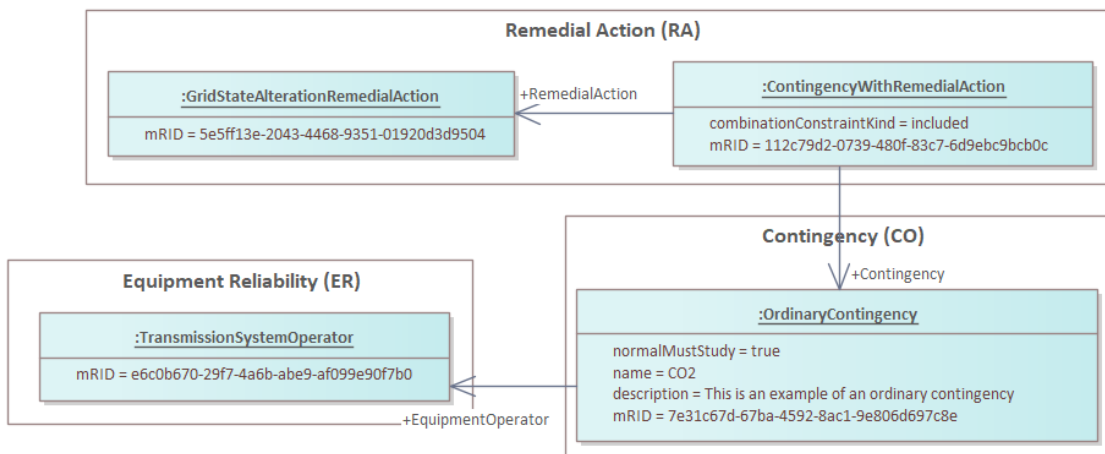 Remedial Action (RA)
:GridStateAlterationRemedialAction
mRID = 5e5ff13e-2043-4468-9351-01920d3d9504
+RemedialAction
:ContingencyWithRemedialAction
combinationConstraintKind = included
mRID = 112c79d2-0739-480f-83c7-6d9ebc9bcb0c
Contingency (CO)
+Contingency
Equipment Reliability (ER)
:TransmissionSystemOperator
mRID = e6c0b670-29f7-4a6b-abe9-af099e90f7b0
+EquipmentOperator
:OrdinaryContingency
normalMustStudy = true
name = CO2
description = This is an example of an ordinary contingency
mRID = 7e31c67d-67ba-4592-8ac1-9e806d697c8e